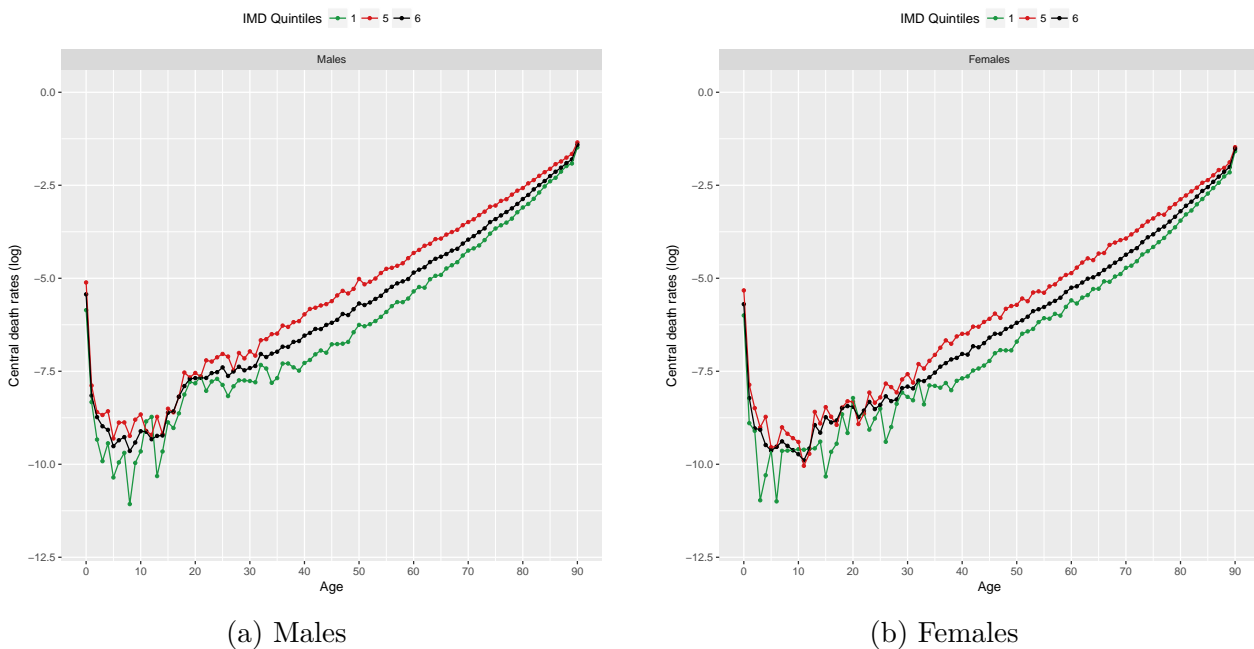 IMD Quintiles 1 5 6
Males
0.0
−2.5
−5.0
−7.5
−10.0
−12.5
Central death rates (log)
0 10 20 30 40 50 60 70 80 90
Age
(a) Males
IMD Quintiles 1 5 6
Females
0.0
−2.5
−5.0
−7.5
−10.0
−12.5
Central death rates (log)
0 10 20 30 40 50 60 70 80 90
Age
(b) Females